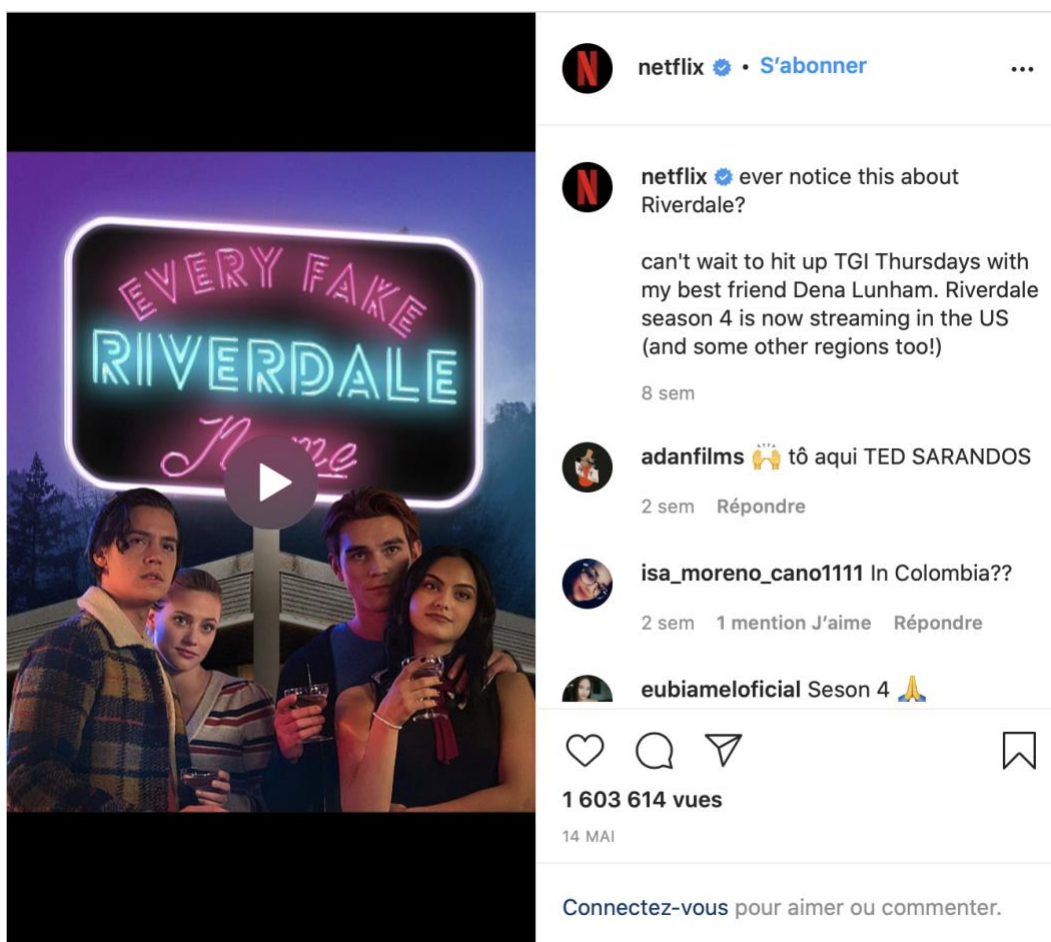 EVERY FAKE
RIVERDALE
Name
netflix • S'abonner
netflix ever notice this about
Riverdale?
can't wait to hit up TGI Thursdays with
my best friend Dena Lunham. Riverdale
season 4 is now streaming in the US
(and some other regions too!)
8 sem
adanfilms 🙌 tô aqui TED SARANDOS
2 sem Répondre
isa_moreno_cano1111 In Colombia??
2 sem 1 mention J'aime Répondre
eubiameloficial Seson 4 🙏
1 603 614 vues
14 MAI
Connectez-vous pour aimer ou commenter.